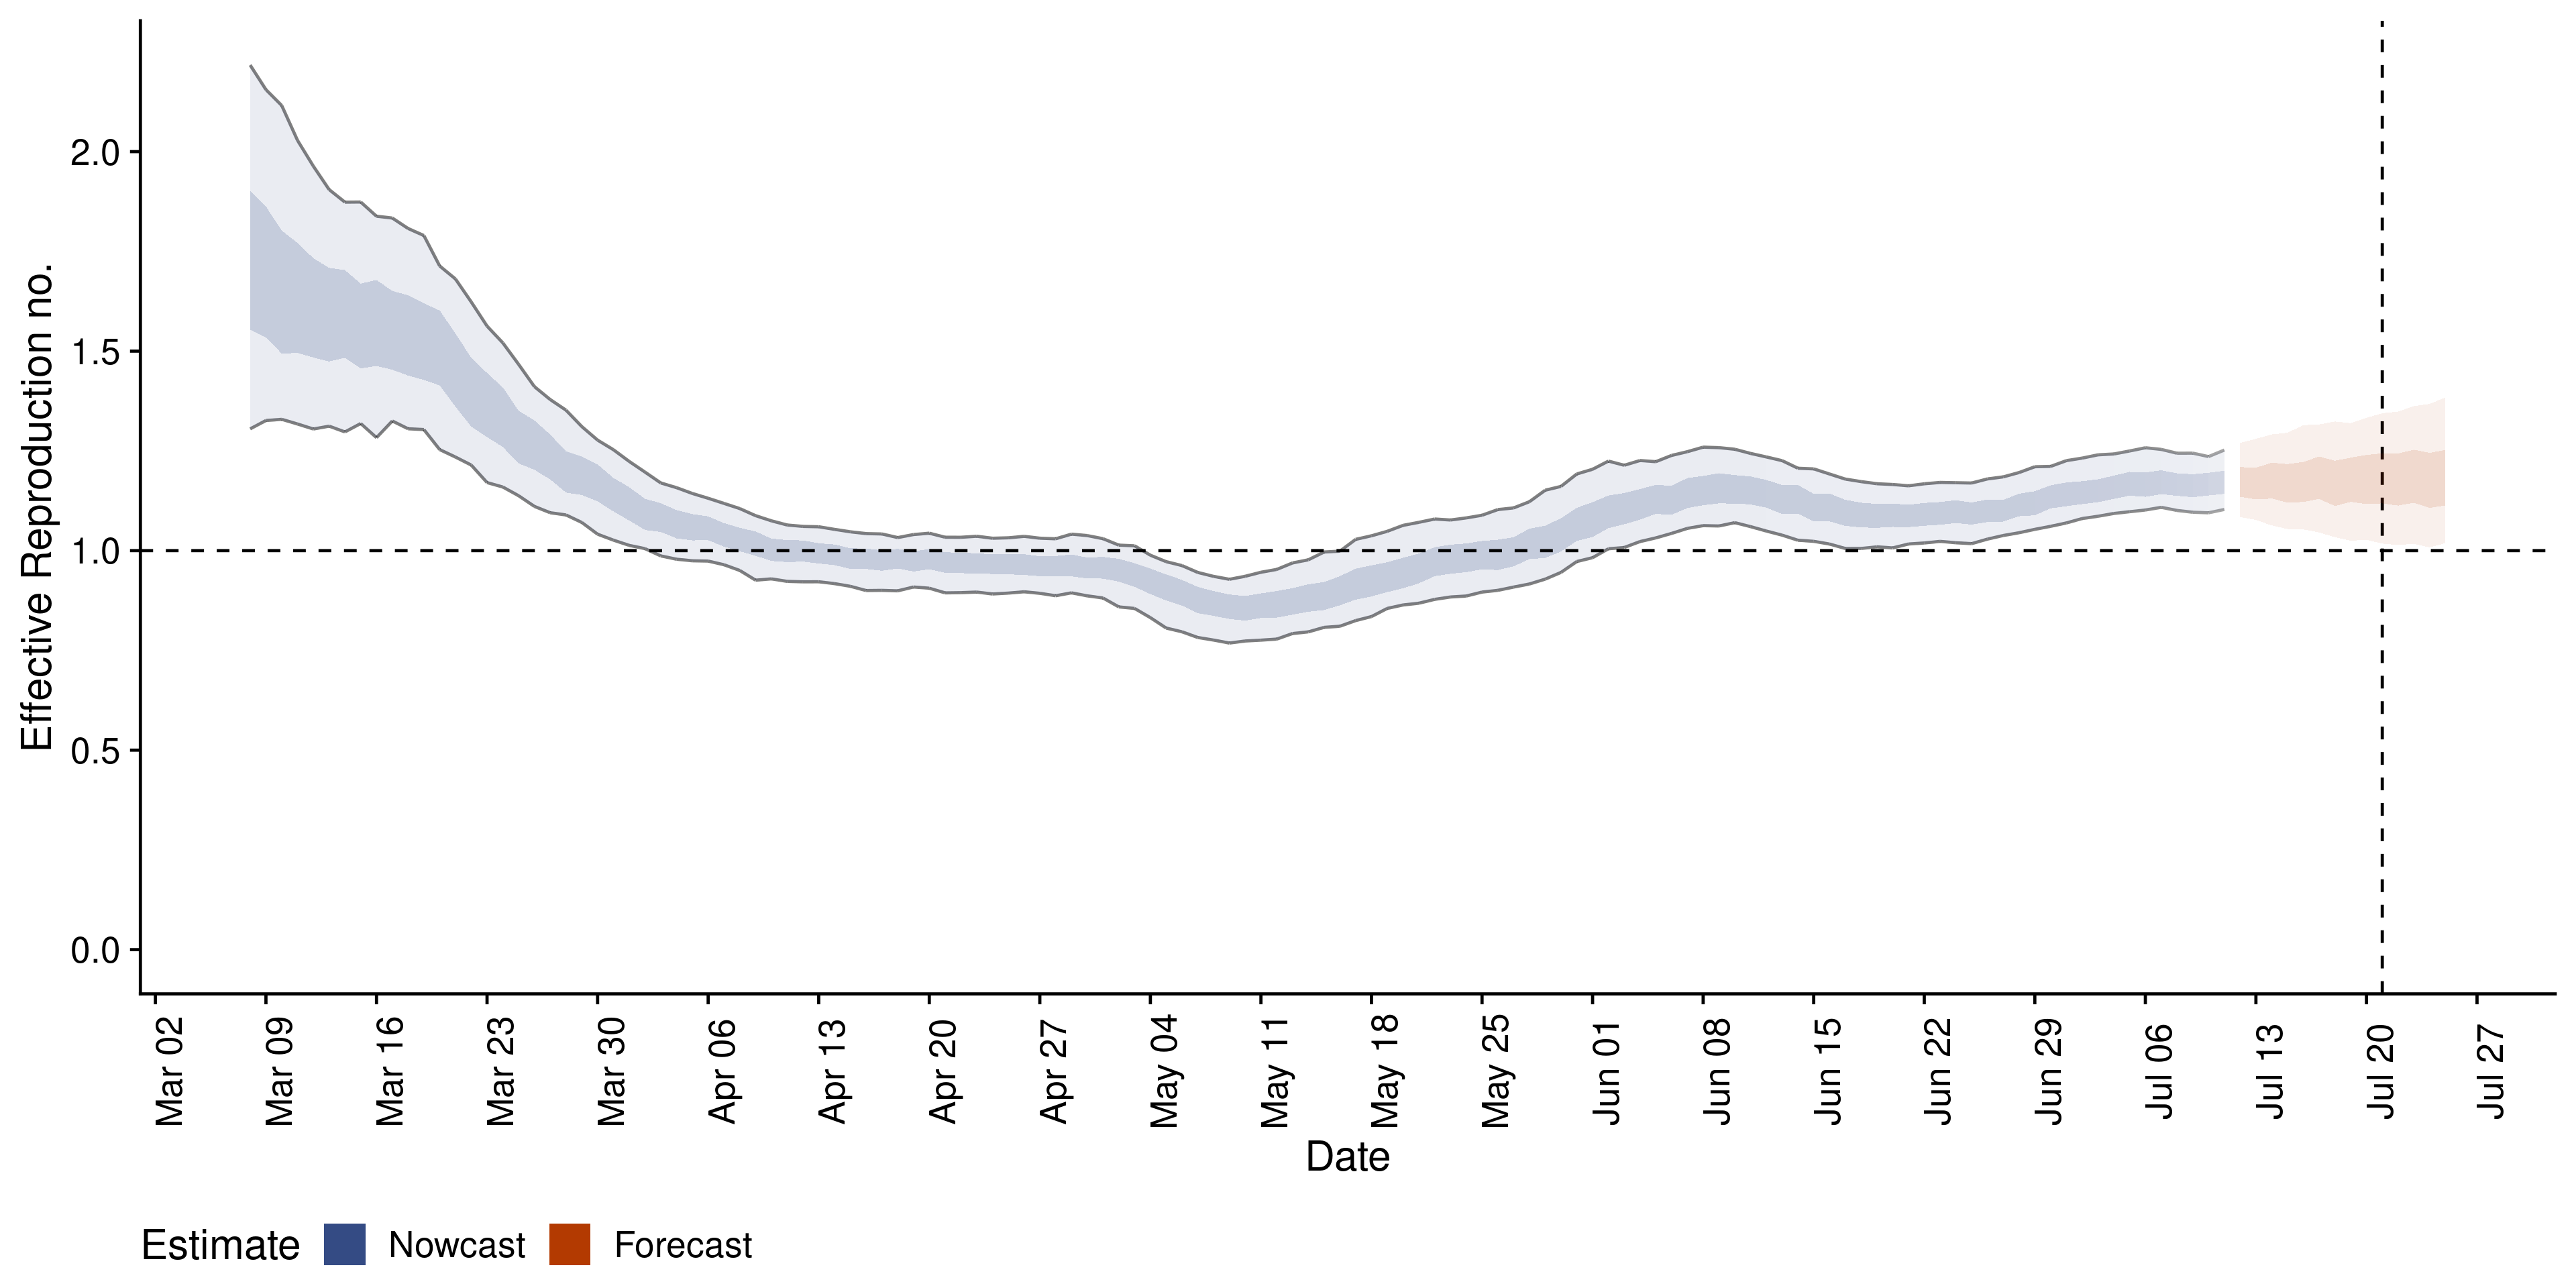 Effective Reproduction no.
2.0
1.5
1.0
0.5
0.0
Mar 02
Mar 09
Mar 16
Mar 23
Mar 30
Apr 06
Apr 13
Apr 20
Apr 27
May 04
May 11
May 18
May 25
Jun 01
Jun 08
Jun 15
Jun 22
Jun 29
Jul 06
Jul 13
Jul 20
Jul 27
Date
Estimate Nowcast Forecast